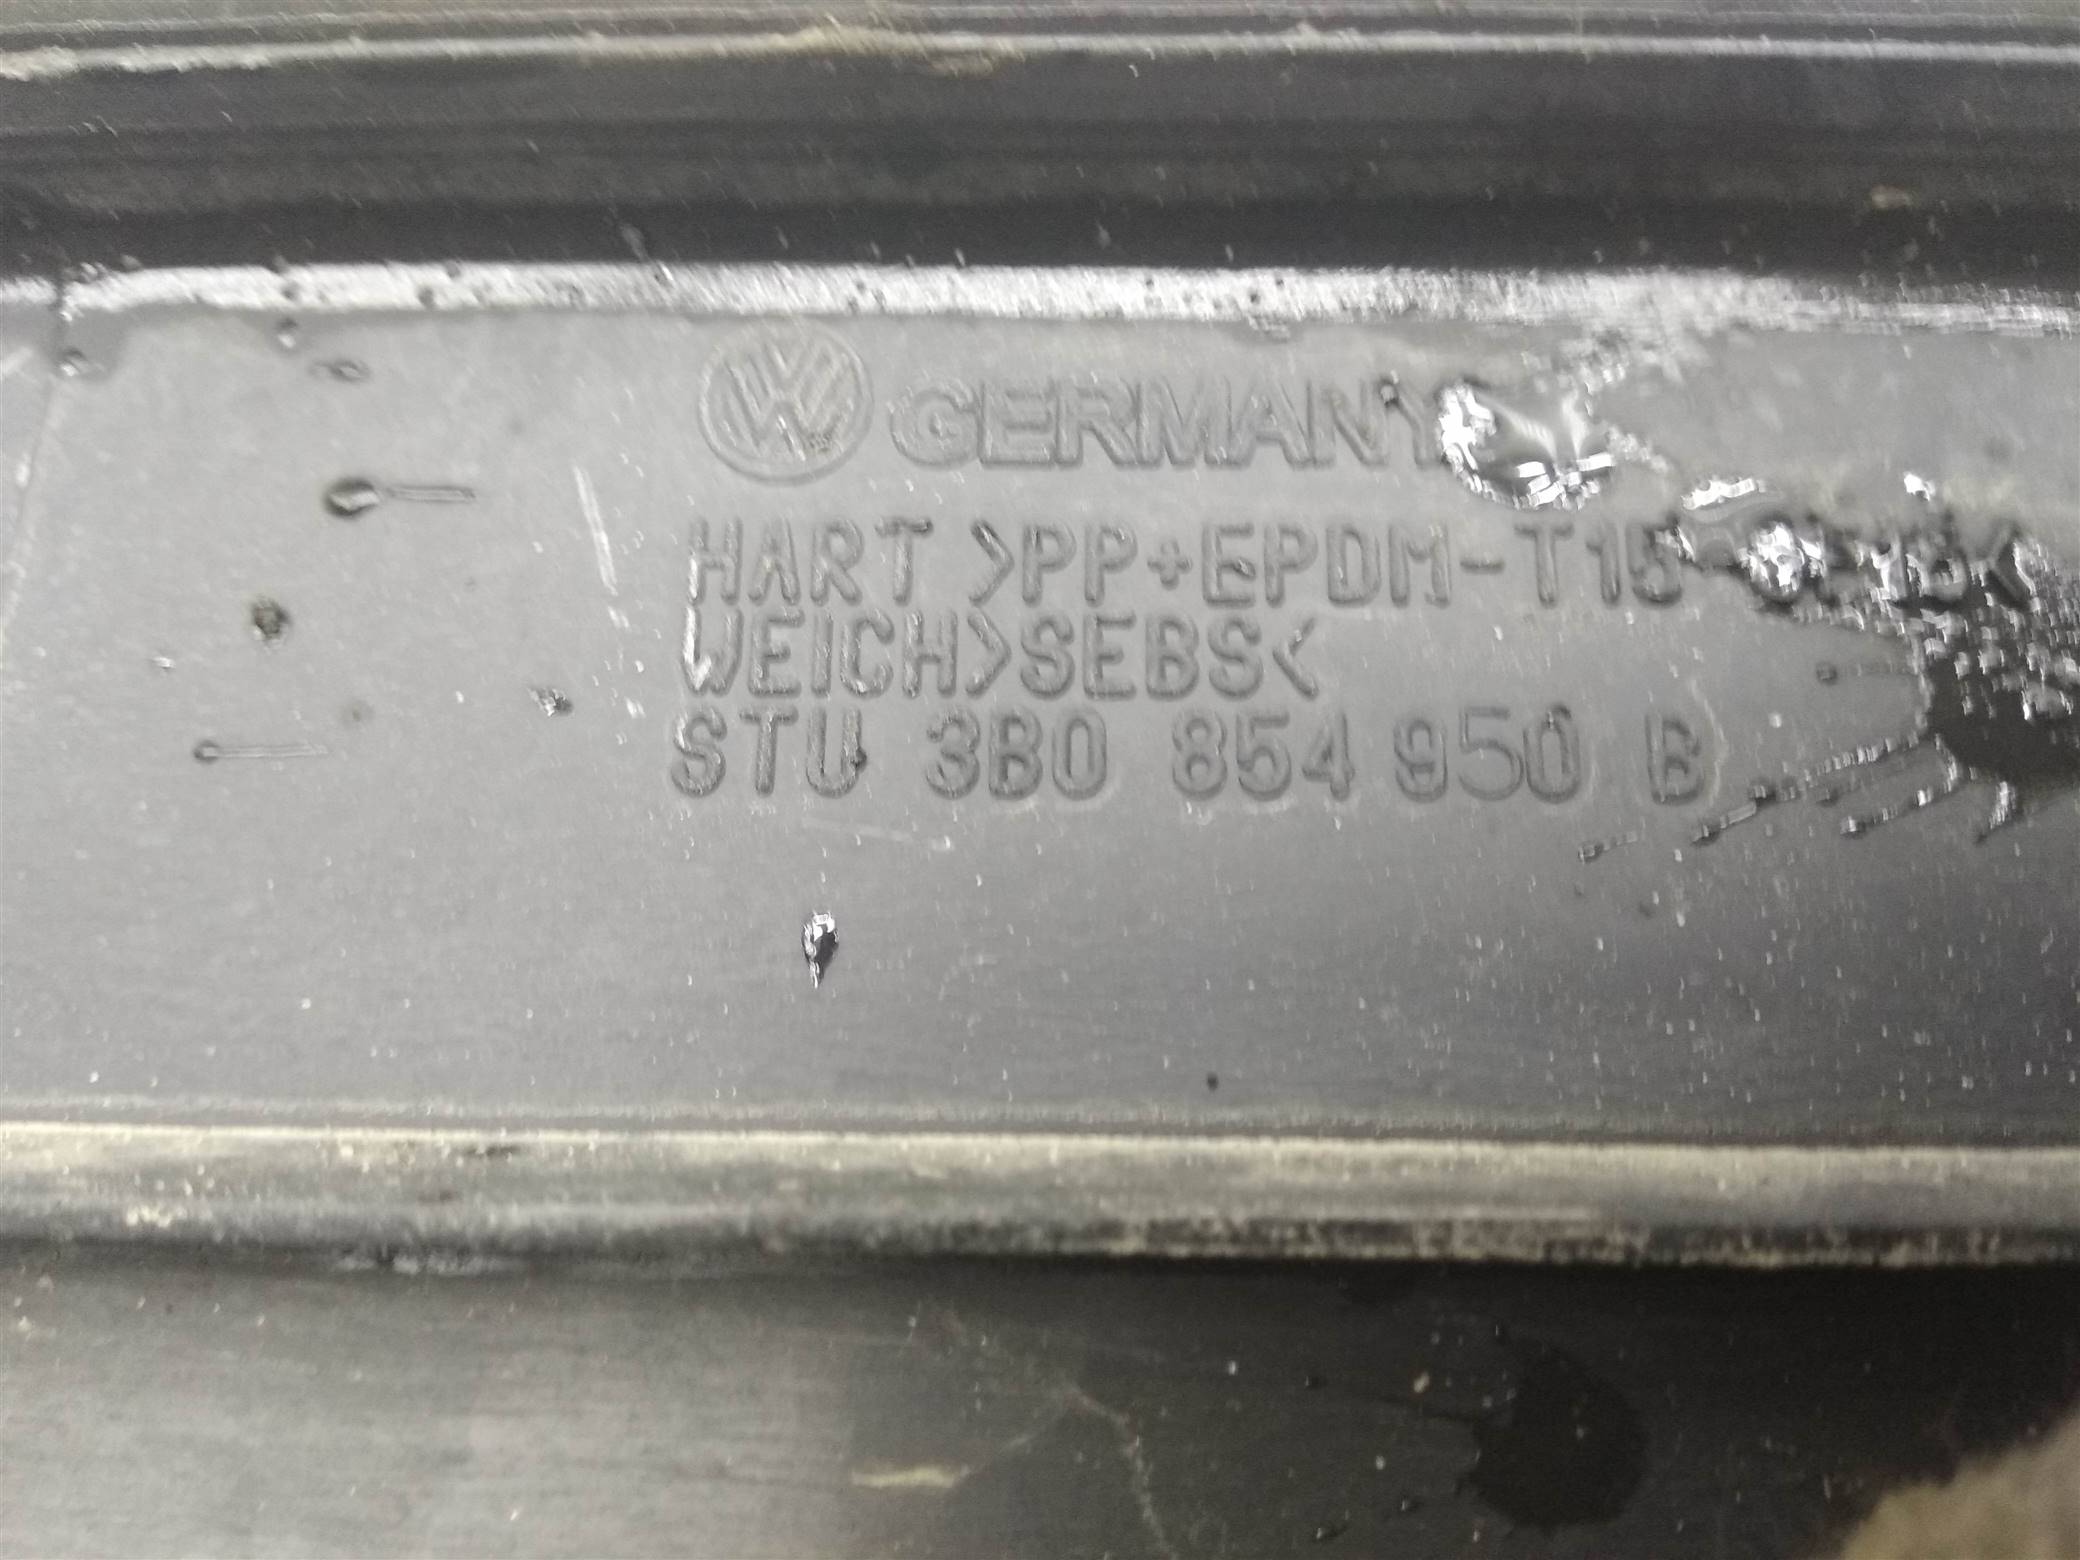 GERMANY
HART >PP+EPDM-T15
WEICH>SEBS<
STU 3B0 854 950 B